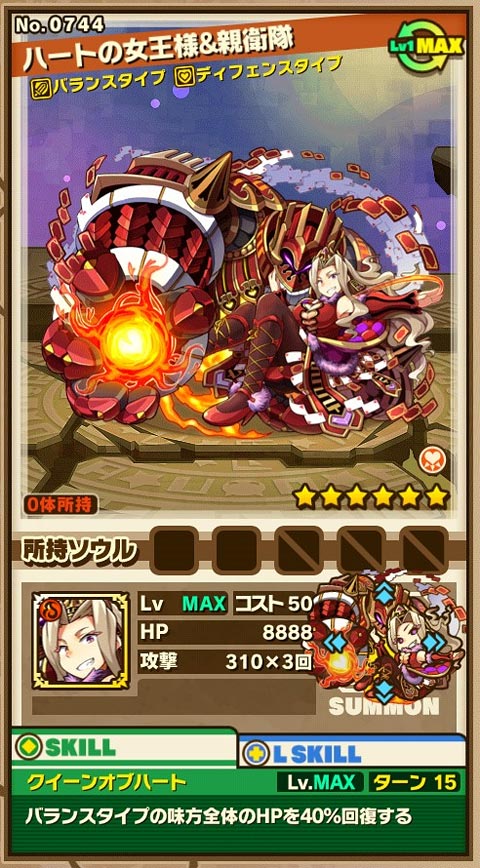 No.0744
ハートの女王様&親衛隊
Lv1 MAX
バランスタイプ ディフェンスタイプ
0体所持
所持ソウル
Lv MAX コスト50
HP 8888
攻撃 310×3回
SUMMON
SKILL
L SKILL
クイーンオブハート Lv.MAX ターン 15
バランスタイプの味方全体のHPを40%回復する